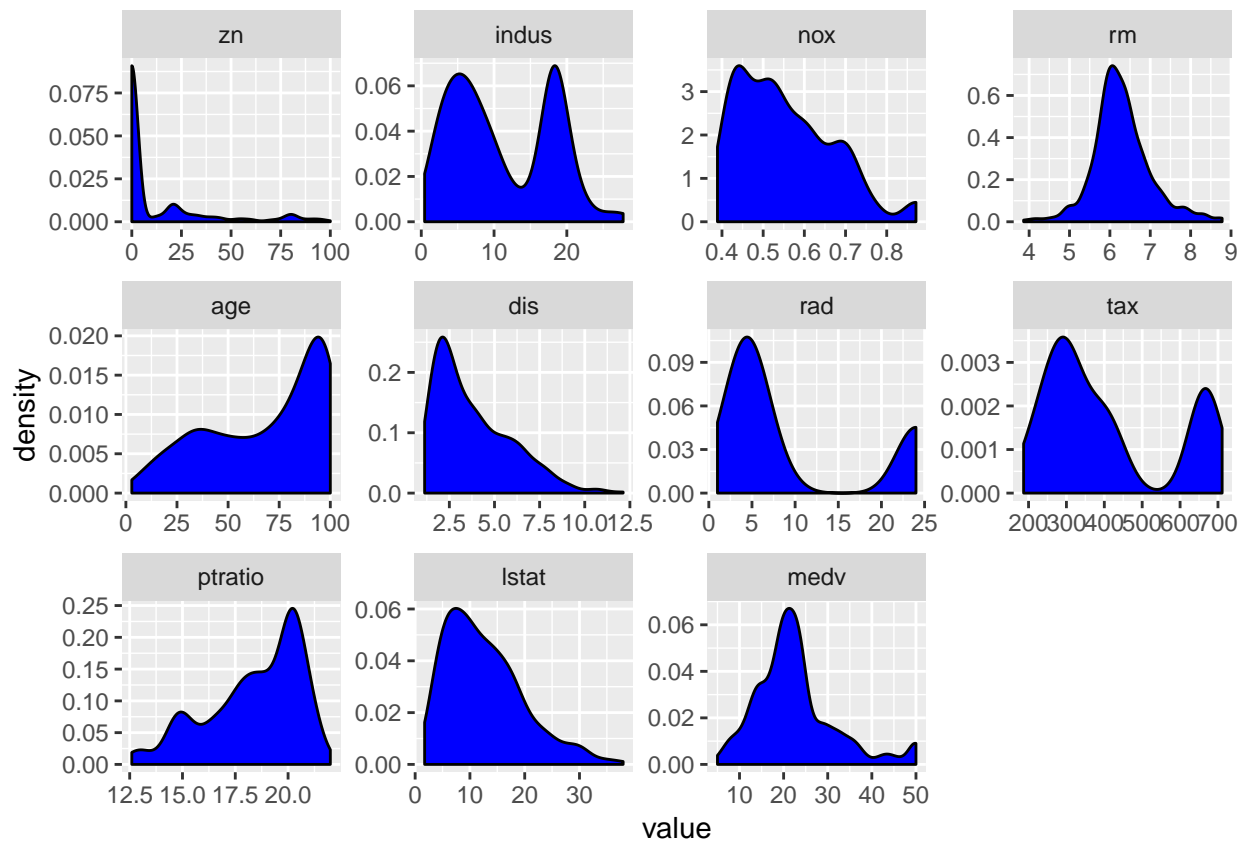 zn indus nox rm
0.075
0.050
0.025
0.000
0 25 50 75 100
0.06
0.04
0.02
0.00
0 10 20
3
2
1
0
0.4 0.5 0.6 0.7 0.8
0.6
0.4
0.2
0.0
4 5 6 7 8 9
age dis rad tax
0.020
0.015
0.010
0.005
0.000
0 25 50 75 100
0.2
0.1
0.0
2.5 5.0 7.5 10.0 12.5
0.09
0.06
0.03
0.00
0 5 10 15 20 25
0.003
0.002
0.001
0.000
200 300 400 500 600 700
ptratio lstat medv
0.25
0.20
0.15
0.10
0.05
0.00
12.5 15.0 17.5 20.0
0.06
0.04
0.02
0.00
0 10 20 30
0.06
0.04
0.02
0.00
10 20 30 40 50
density
value